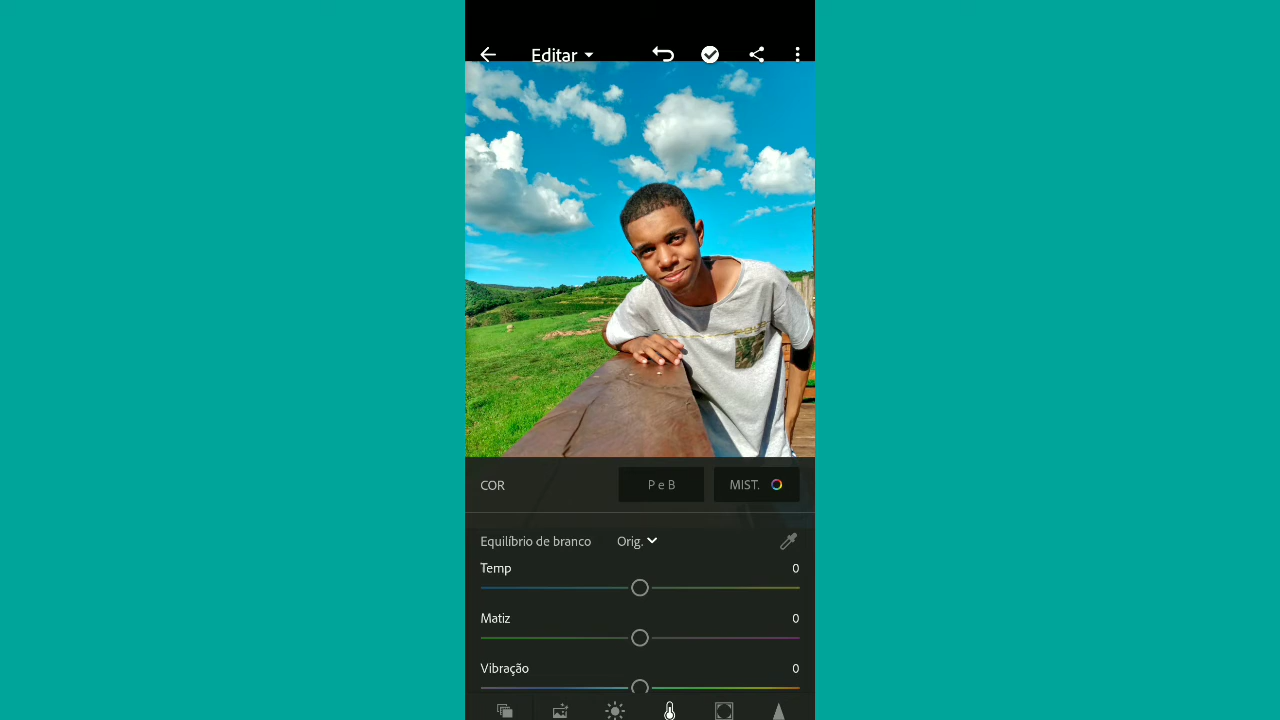 Editar
COR P e B MIST.
Equilíbrio de branco Orig.
Temp 0
Matiz 0
Vibração 0